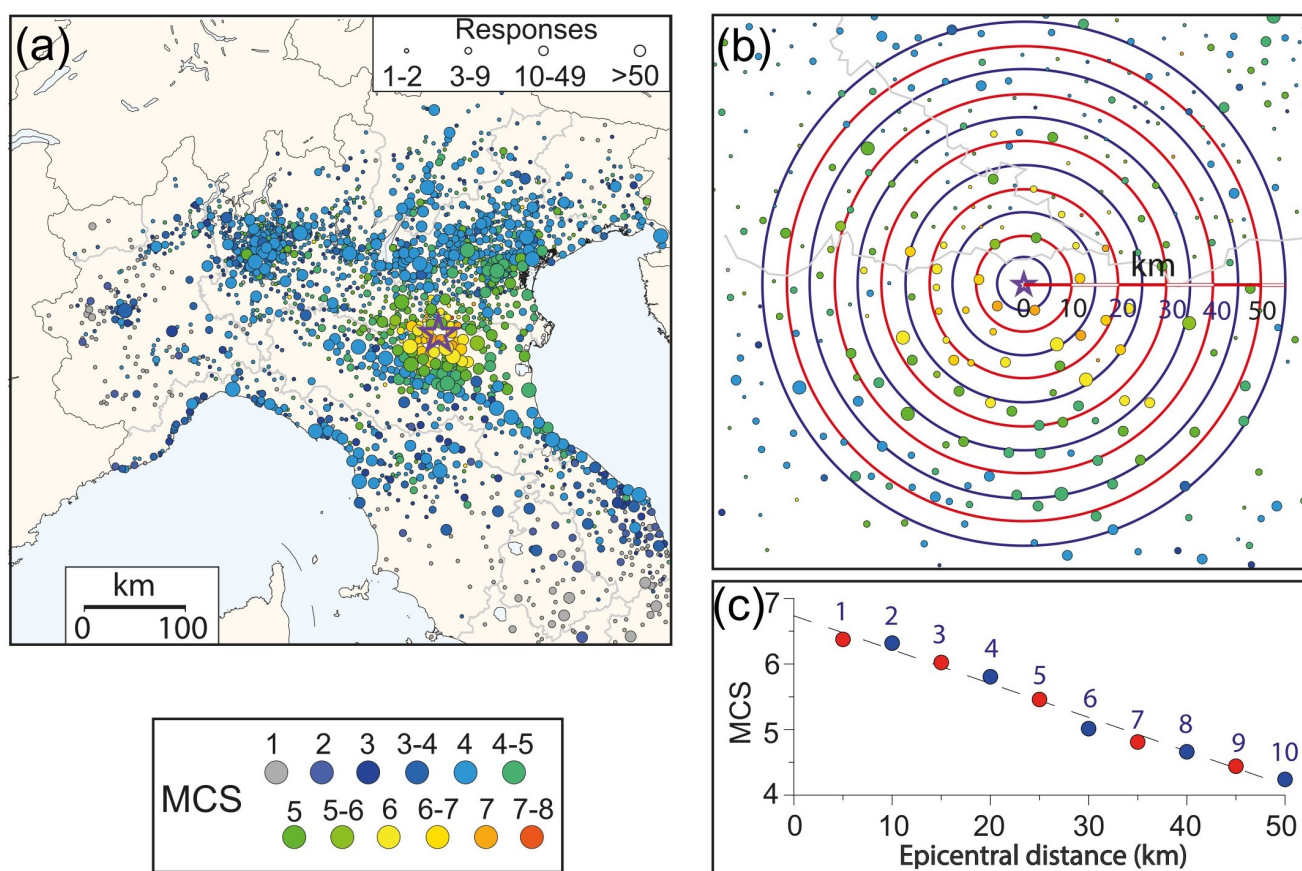 (a)
Responses
1-2 3-9 10-49 >50
km
0 100
(b)
km
0 10 20 30 40 50
MCS
1 2 3 3-4 4 4-5
5 5-6 6 6-7 7 7-8
(c)
7
6
5
4
MCS
1 2 3 4 5 6 7 8 9 10
0 10 20 30 40 50
Epicentral distance (km)